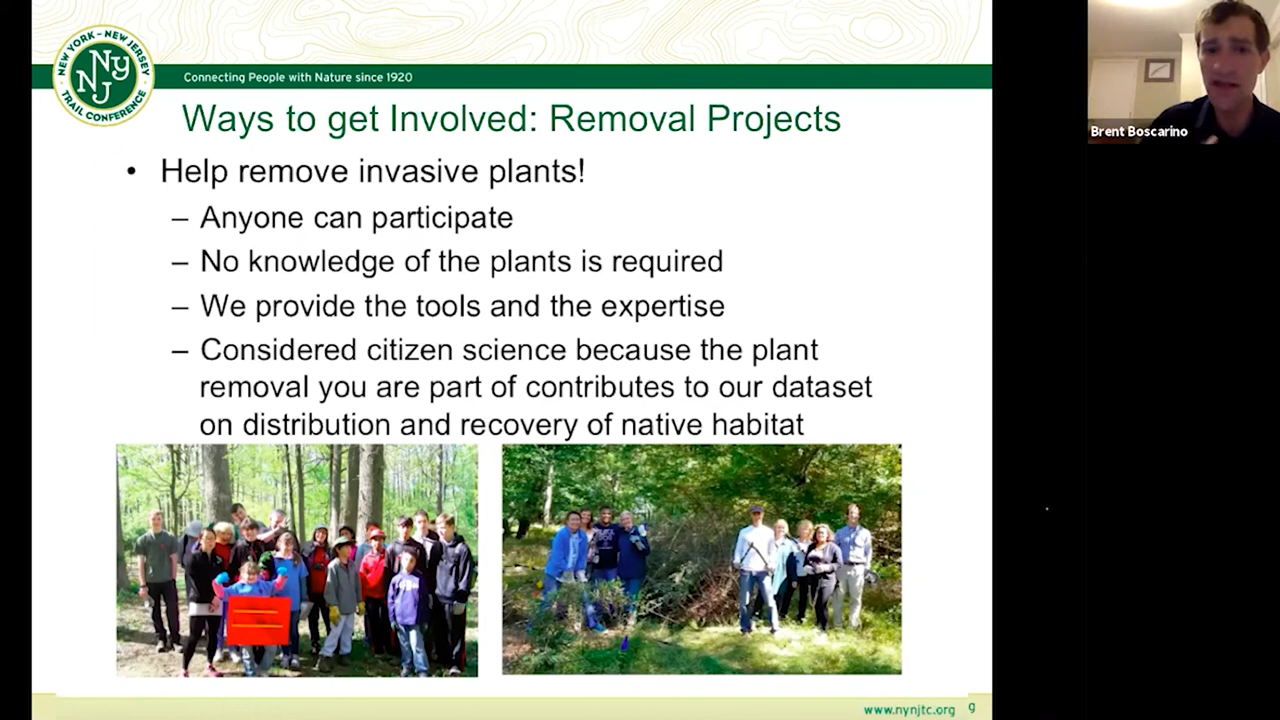 NEW YORK – NEW JERSEY
NY
NJ
TRAIL CONFERENCE
Connecting People with Nature since 1920
Ways to get Involved: Removal Projects
• Help remove invasive plants!
– Anyone can participate
– No knowledge of the plants is required
– We provide the tools and the expertise
– Considered citizen science because the plant
removal you are part of contributes to our dataset
on distribution and recovery of native habitat
www.nynjtc.org 9
Brent Boscarino